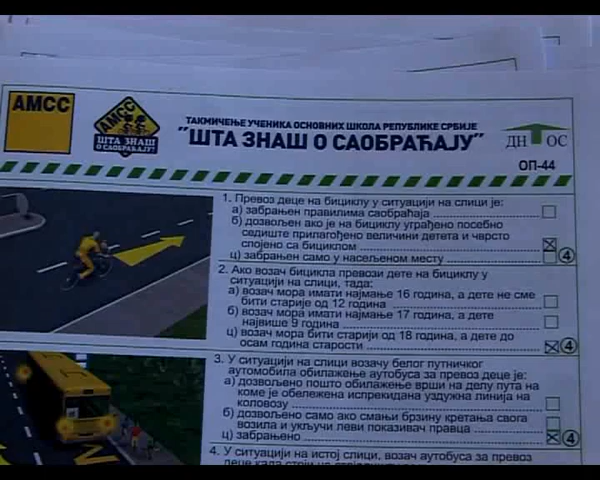 АМСС
АМСС
ШТА ЗНАШ
О САОБРАЋАЈУ?
ТАКМИЧЕЊЕ УЧЕНИКА ОСНОВНИХ ШКОЛА РЕПУБЛИКЕ СРБИЈЕ
"ШТА ЗНАШ О САОБРАЋАЈУ"
ДН ОС
ОП-44
1. Превоз деце на бициклу у ситуацији на слици је:
а) забрањен правилима саобраћаја
б) дозвољен ако је на бициклу уграђено посебно
седиште прилагођено величини детета и чврсто
спојено са бициклом
ц) забрањен само у насељеном месту
4
2. Ако возач бицикла превози дете на бициклу у
ситуацији на слици, тада:
а) возач мора имати најмање 16 година, а дете не сме
бити старије од 12 година
б) возач мора имати најмање 17 година, а дете
највише 9 година
ц) возач мора бити старији од 18 година, а дете до
осам година старости
4
3. У ситуацији на слици возачу белог путничког
аутомобила обилажење аутобуса за превоз деце је:
а) дозвољено пошто обилажење врши на делу пута на
коме је обележена испрекидана уздужна линија на
коловозу
б) дозвољено само ако смањи брзину кретања свога
возила и укључи леви показивач правца
ц) забрањено
4
4. У ситуацији на истој слици, возач аутобуса за превоз
деце када стоји